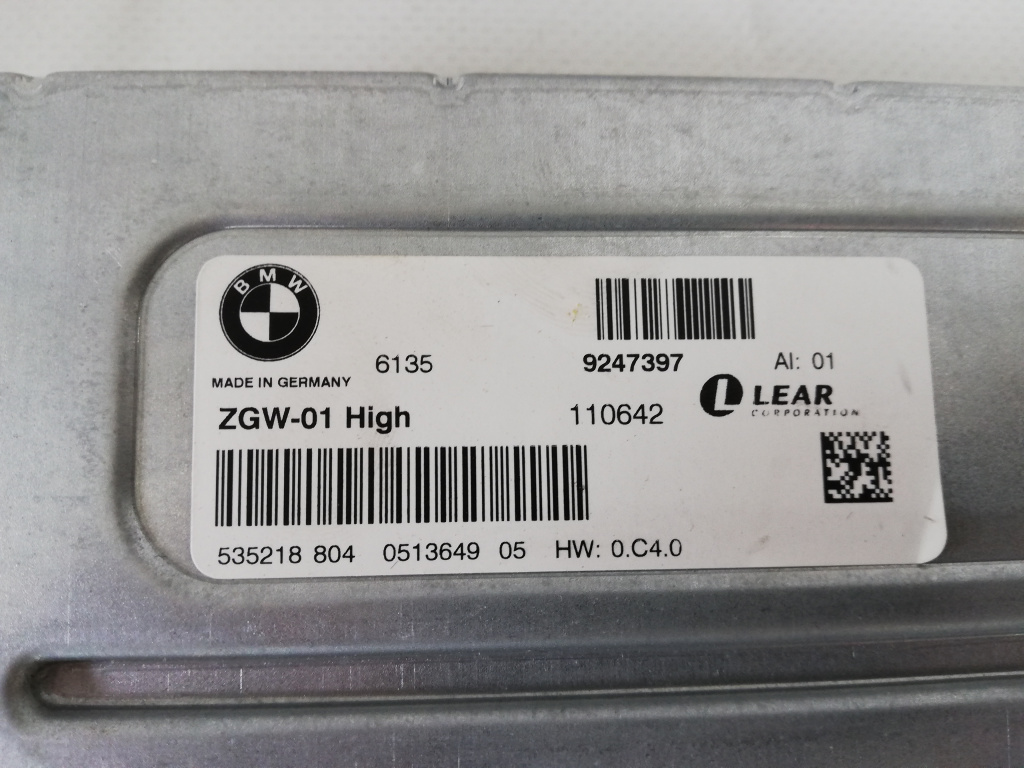 BMW
6135 9247397 AI: 01
MADE IN GERMANY
ZGW-01 High 110642 LEAR
CORPORATION
535218 804 0513649 05 HW: 0.C4.0